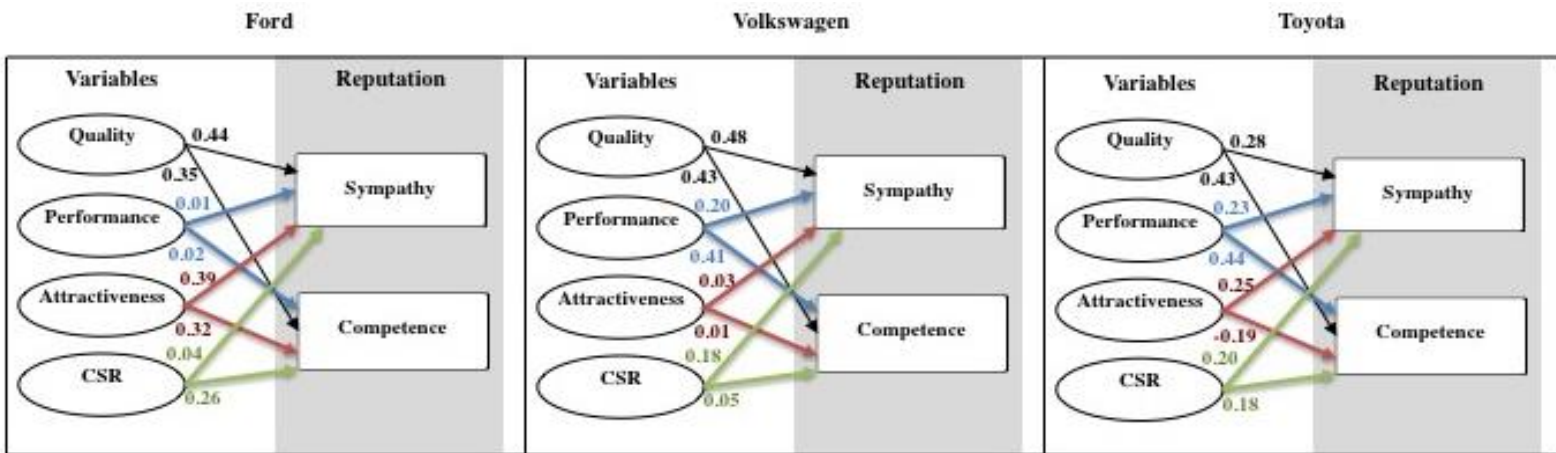 Ford
Volkswagen
Toyota
Variables
Reputation
Quality
0.44
0.35
Sympathy
Performance
0.01
0.02
Attractiveness
0.39
0.32
Competence
CSR
0.04
0.26
Variables
Reputation
Quality
0.48
0.43
Sympathy
Performance
0.20
0.41
Attractiveness
0.03
0.01
Competence
CSR
0.18
0.05
Variables
Reputation
Quality
0.28
0.43
Sympathy
Performance
0.23
0.44
Attractiveness
0.25
-0.19
Competence
CSR
0.20
0.18